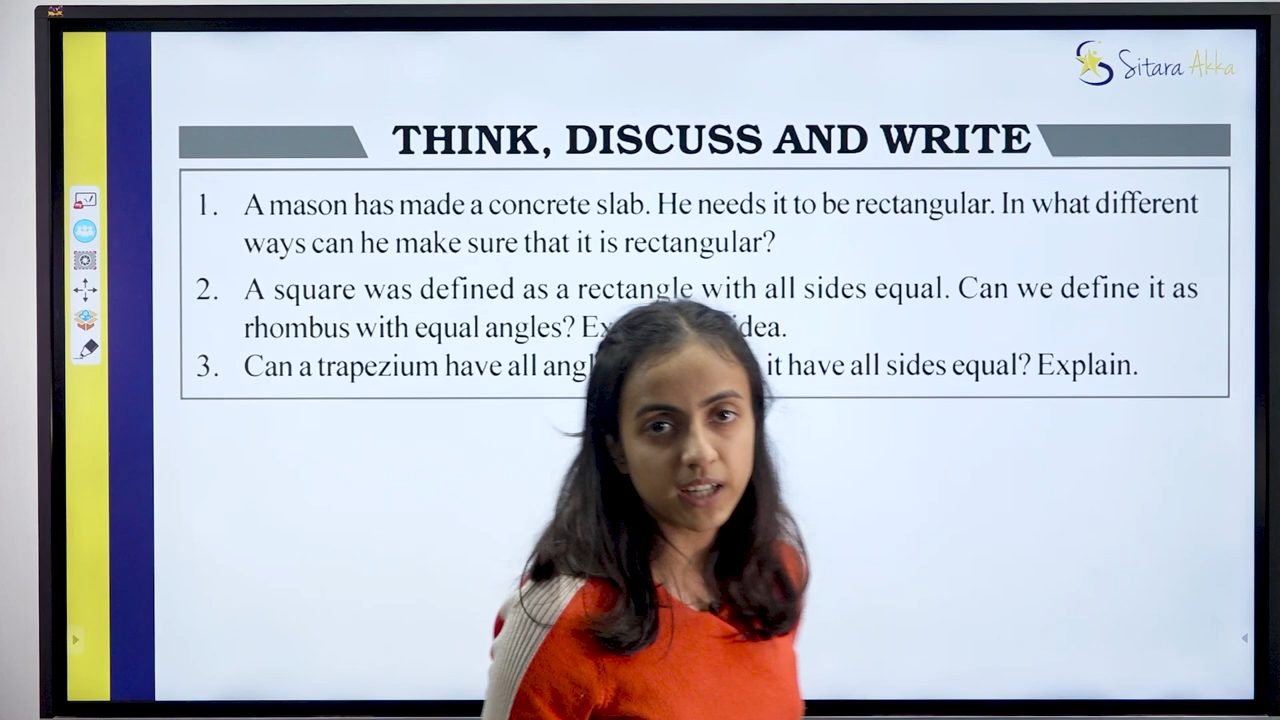 Sitara Akka
THINK, DISCUSS AND WRITE
1. A mason has made a concrete slab. He needs it to be rectangular. In what different
ways can he make sure that it is rectangular?
2. A square was defined as a rectangle with all sides equal. Can we define it as
rhombus with equal angles? idea.
3. Can a trapezium have all it have all sides equal? Explain.